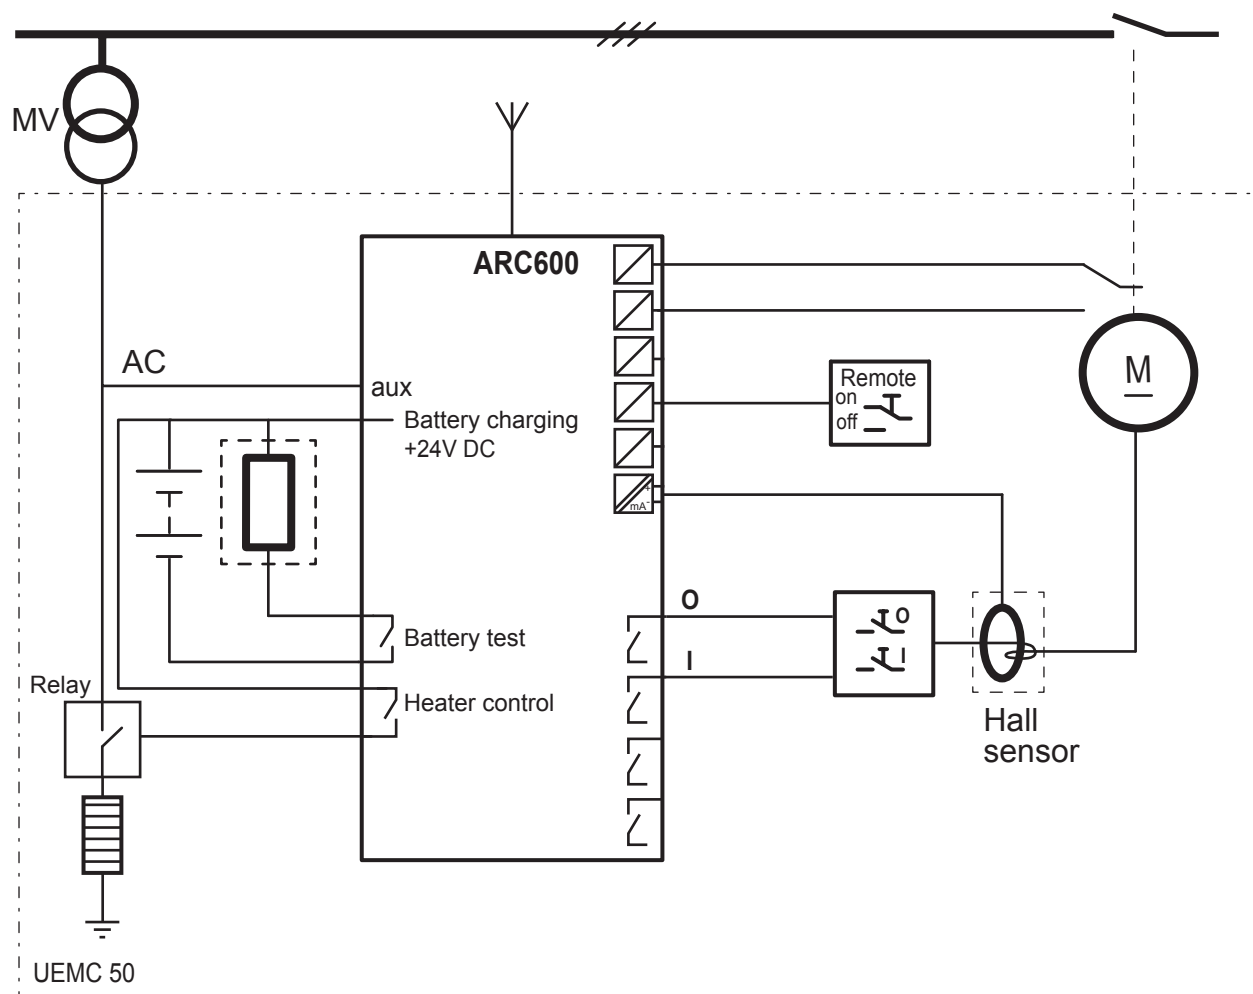 MV
ARC600
AC
aux
Battery charging
+24V DC
Remote
on
off
M
+
mA-
O
I
O
I
Battery test
Relay
Heater control
Hall
sensor
UEMC 50